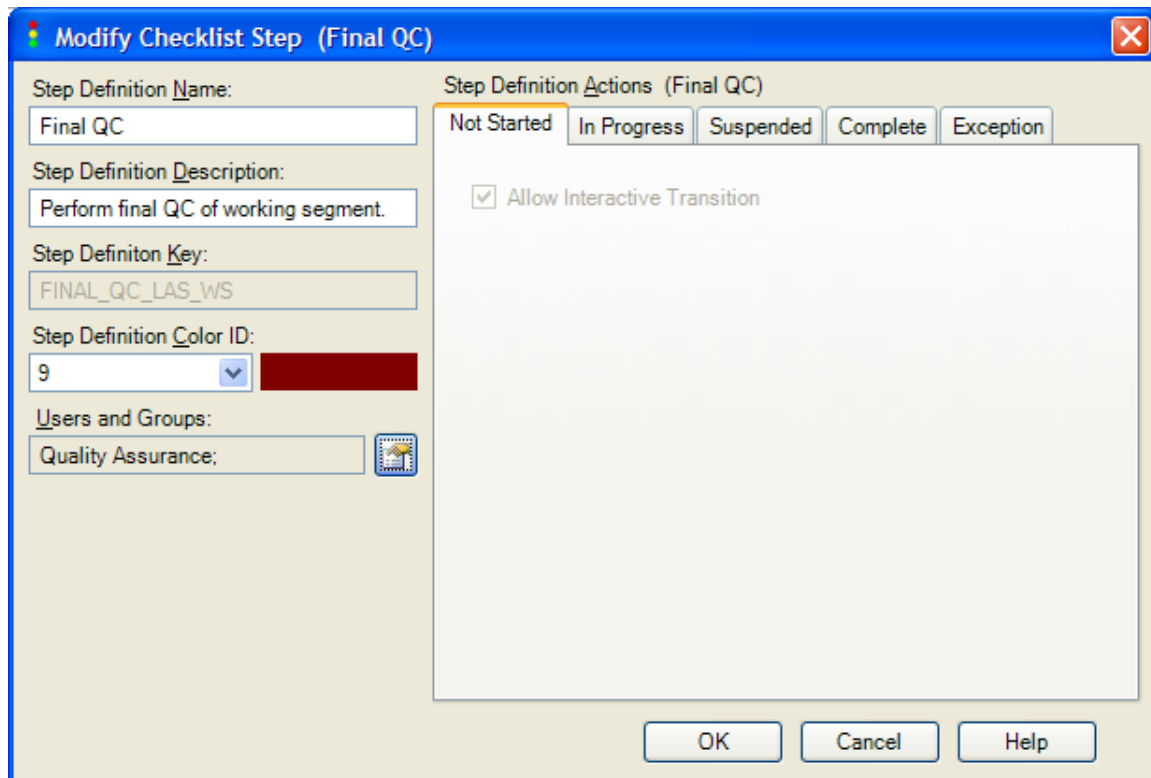 Modify Checklist Step (Final QC)
Step Definition Name:
Final QC
Step Definition Description:
Perform final QC of working segment.
Step Definiton Key:
FINAL_QC_LAS_WS
Step Definition Color ID:
9
Users and Groups:
Quality Assurance;
Step Definition Actions (Final QC)
Not Started In Progress Suspended Complete Exception
Allow Interactive Transition
OK Cancel Help